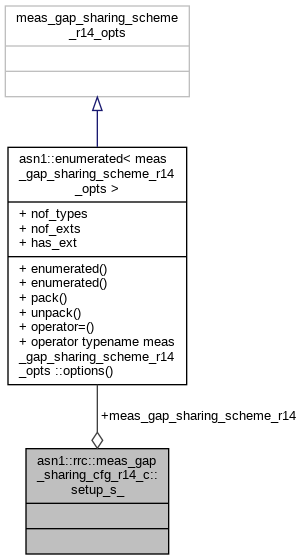 meas_gap_sharing_scheme
_r14_opts
asn1::enumerated< meas
_gap_sharing_scheme_r14
_opts >
+ nof_types
+ nof_exts
+ has_ext
+ enumerated()
+ enumerated()
+ pack()
+ unpack()
+ operator=()
+ operator typename meas
_gap_sharing_scheme_r14
_opts ::options()
+meas_gap_sharing_scheme_r14
asn1::rrc::meas_gap
_sharing_cfg_r14_c::
setup_s_